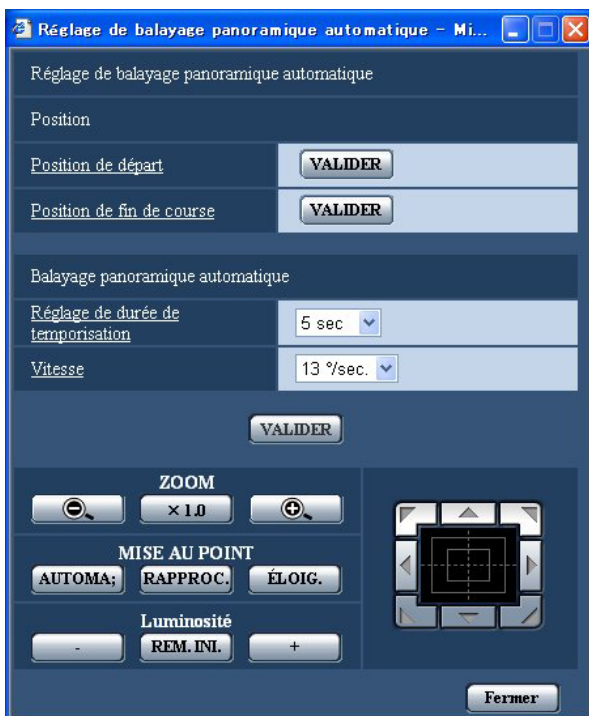 Réglage de balayage panoramique automatique - Mi...
Réglage de balayage panoramique automatique
Position
Position de départ VALIDER
Position de fin de course VALIDER
Balayage panoramique automatique
Réglage de durée de
temporisation 5 sec
Vitesse 13 °/sec.
VALIDER
ZOOM
×1.0
MISE AU POINT
AUTOMA; RAPPROC. ÉLOIG.
Luminosité
- REM. INI. +
Fermer